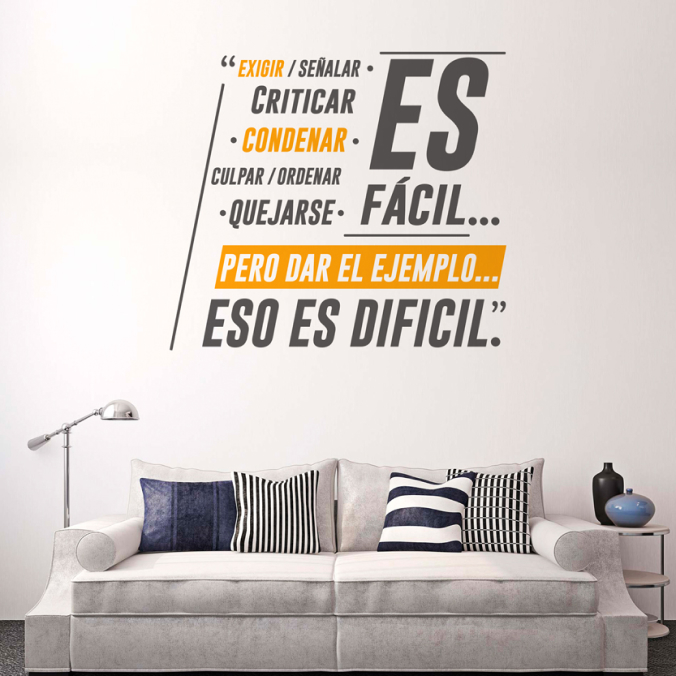 “EXIGIR / SEÑALAR •
CRITICAR
• CONDENAR •
CULPAR / ORDENAR
• QUEJARSE •
ES
FÁCIL...
PERO DAR EL EJEMPLO...
ESO ES DIFICIL.”